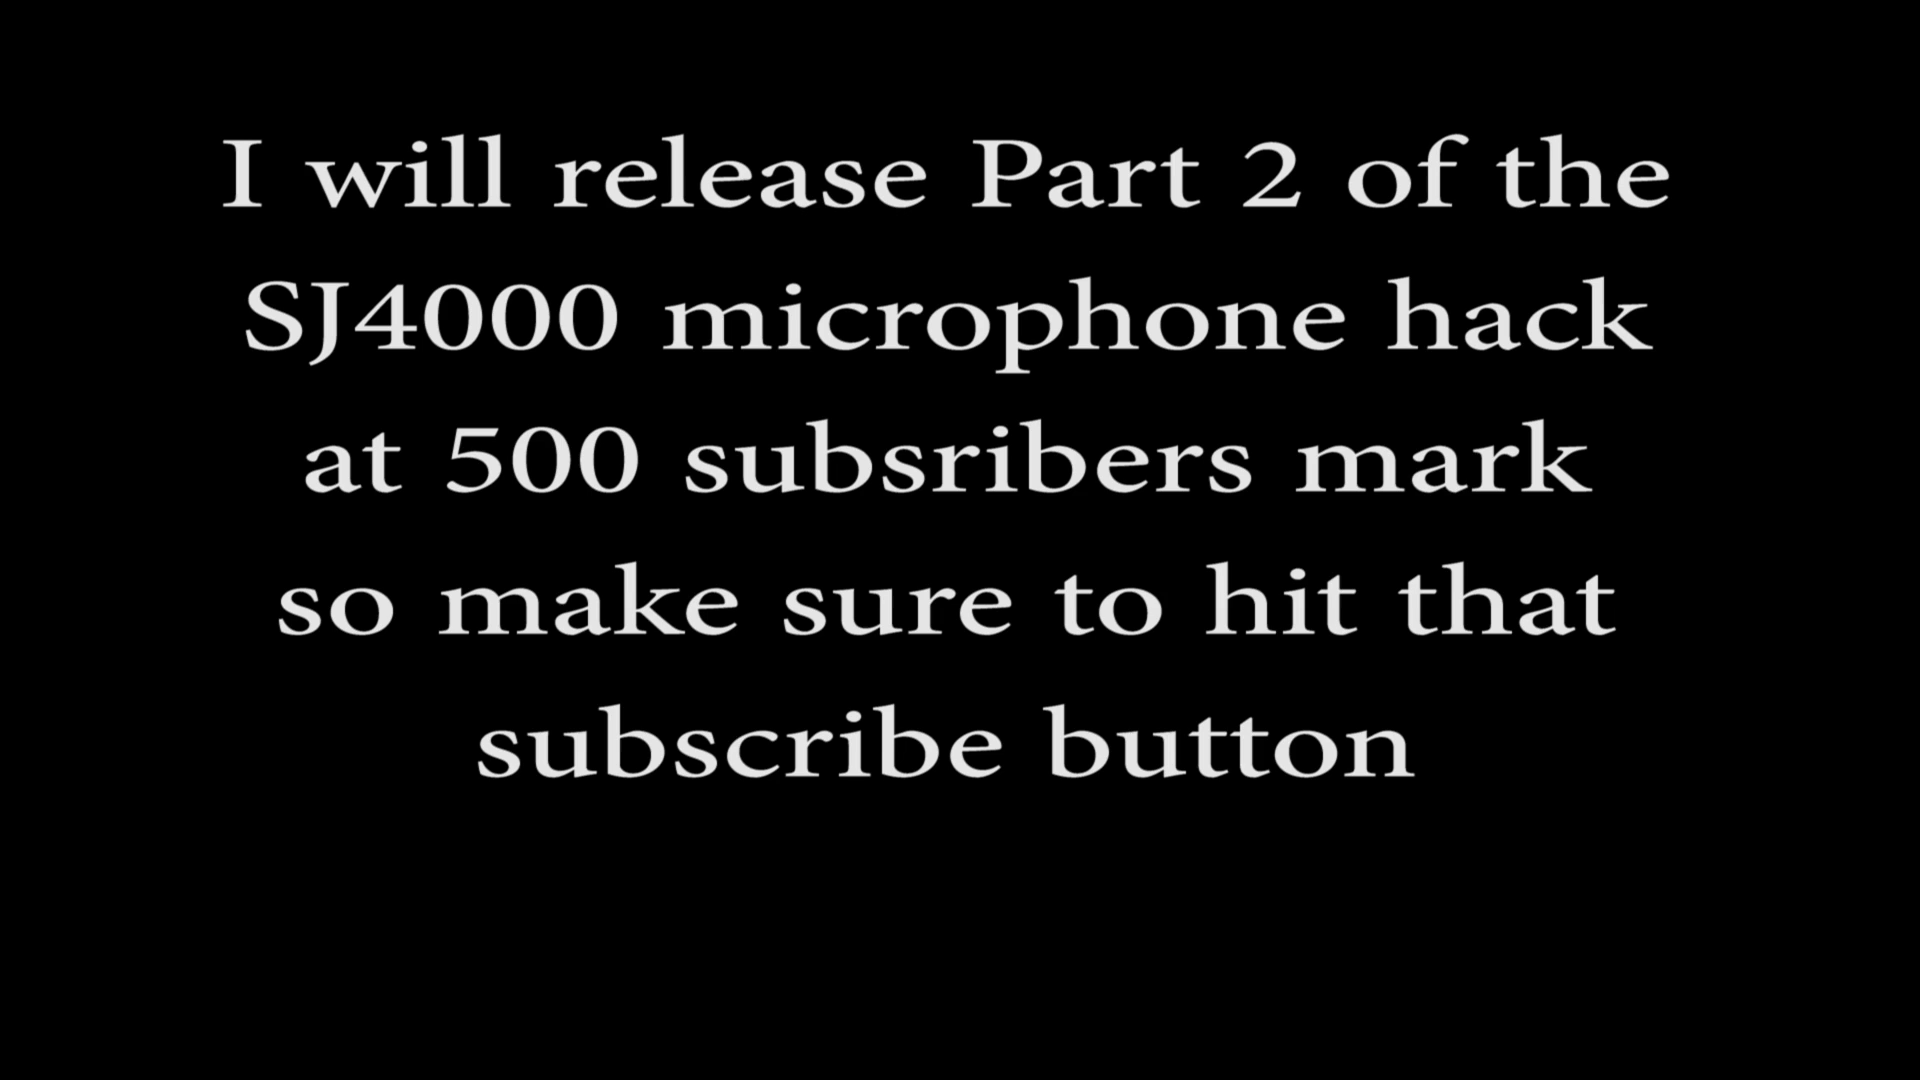 I will release Part 2 of the
SJ4000 microphone hack
at 500 subsribers mark
so make sure to hit that
subscribe button